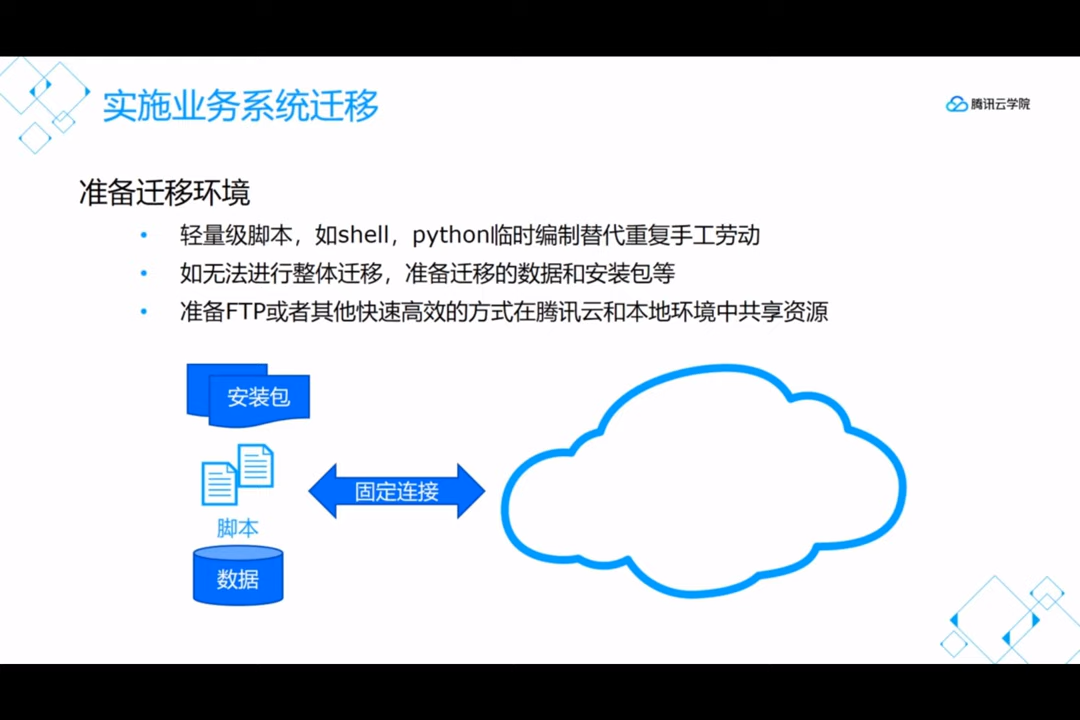 实施业务系统迁移
腾讯云学院
准备迁移环境
• 轻量级脚本，如shell，python临时编制替代重复手工劳动
• 如无法进行整体迁移，准备迁移的数据和安装包等
• 准备FTP或者其他快速高效的方式在腾讯云和本地环境中共享资源
安装包
固定连接
脚本
数据